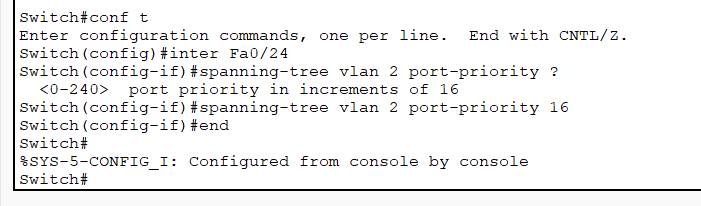 Switch#conf t
Enter configuration commands, one per line.  End with CNTL/Z.
Switch(config)#inter Fa0/24
Switch(config-if)#spanning-tree vlan 2 port-priority ?
  <0-240>  port priority in increments of 16
Switch(config-if)#spanning-tree vlan 2 port-priority 16
Switch(config-if)#end
Switch#
%SYS-5-CONFIG_I: Configured from console by console
Switch#